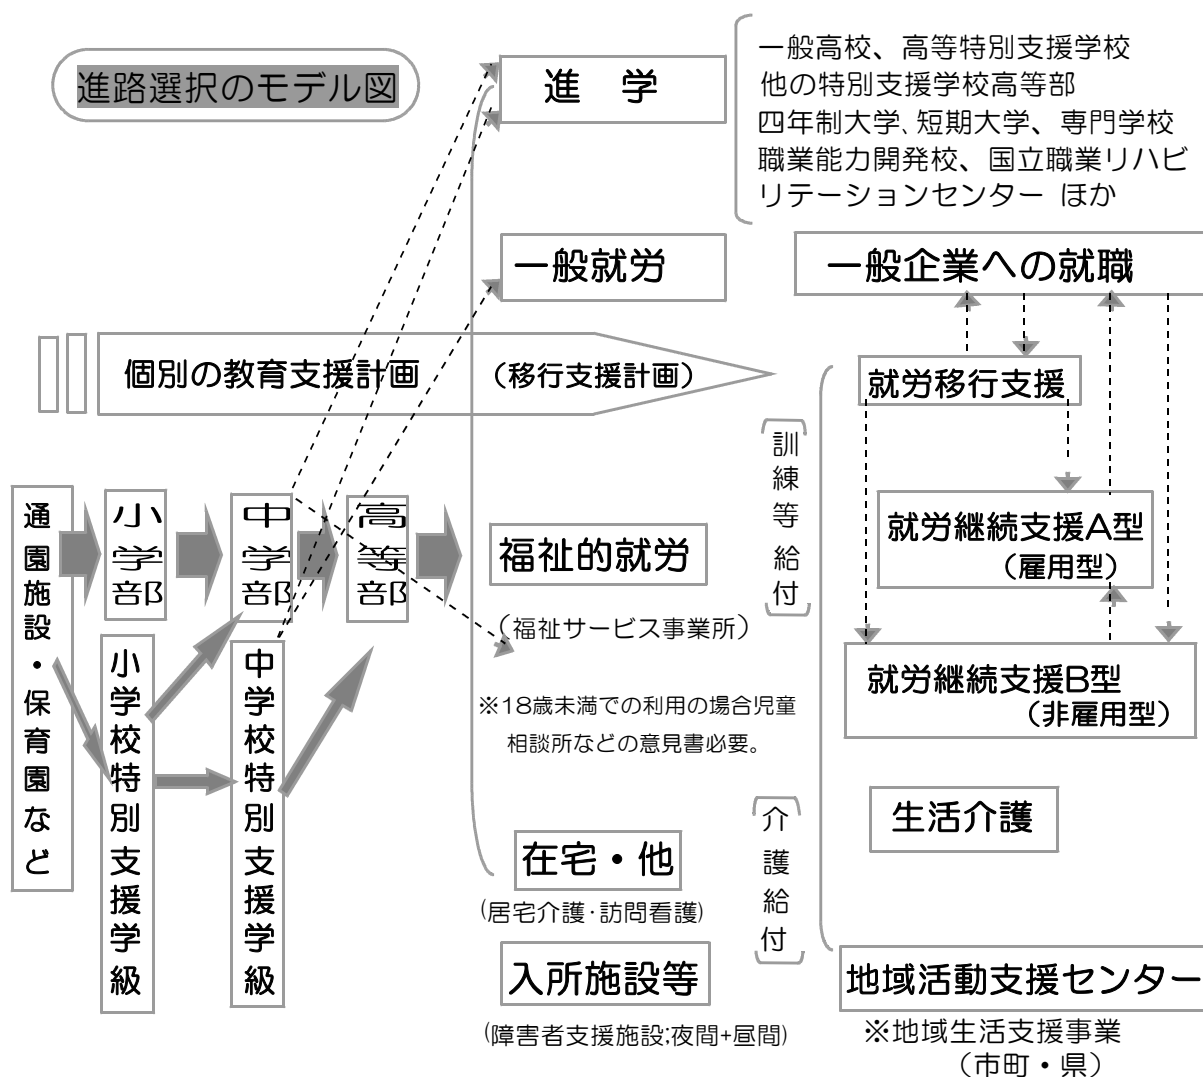 進路選択のモデル図
進 学
一般高校、高等特別支援学校
他の特別支援学校高等部
四年制大学、短期大学、専門学校
職業能力開発校、国立職業リハビ
リテーションセンター ほか
一般就労
一般企業への就職
個別の教育支援計画 (移行支援計画)
就労移行支援
訓練等給付
通園施設・保育園など
小学部
中学部
高等部
福祉的就労
(福祉サービス事業所)
※18歳未満での利用の場合児童
相談所などの意見書必要。
就労継続支援A型
(雇用型)
就労継続支援B型
(非雇用型)
小学校特別支援学級
中学校特別支援学級
介護給付
生活介護
在宅・他
(居宅介護・訪問看護)
入所施設等
(障害者支援施設;夜間+昼間)
地域活動支援センター
※地域生活支援事業
(市町・県)